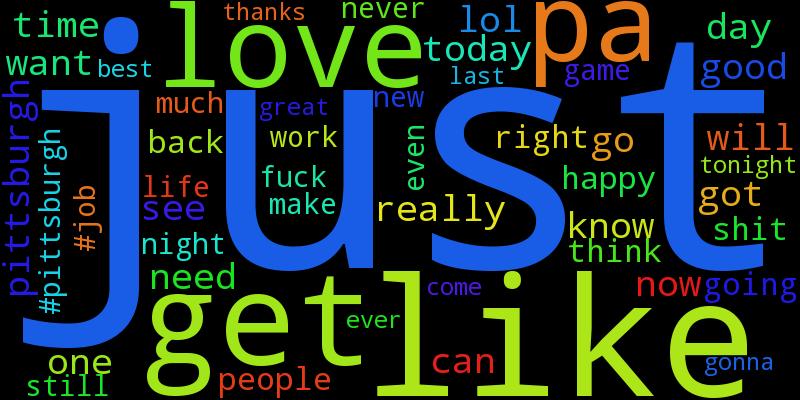 thanks
never
time
love
lol
pa
day
want
best
today
last
game
good
pittsburgh
just
much
great
new
back
work
even
right
go
will
#pittsburgh
#job
life
fuck
happy
tonight
see
make
really
know
got
shit
night
think
need
get
like
come
now
going
ever
one
can
gonna
still
people